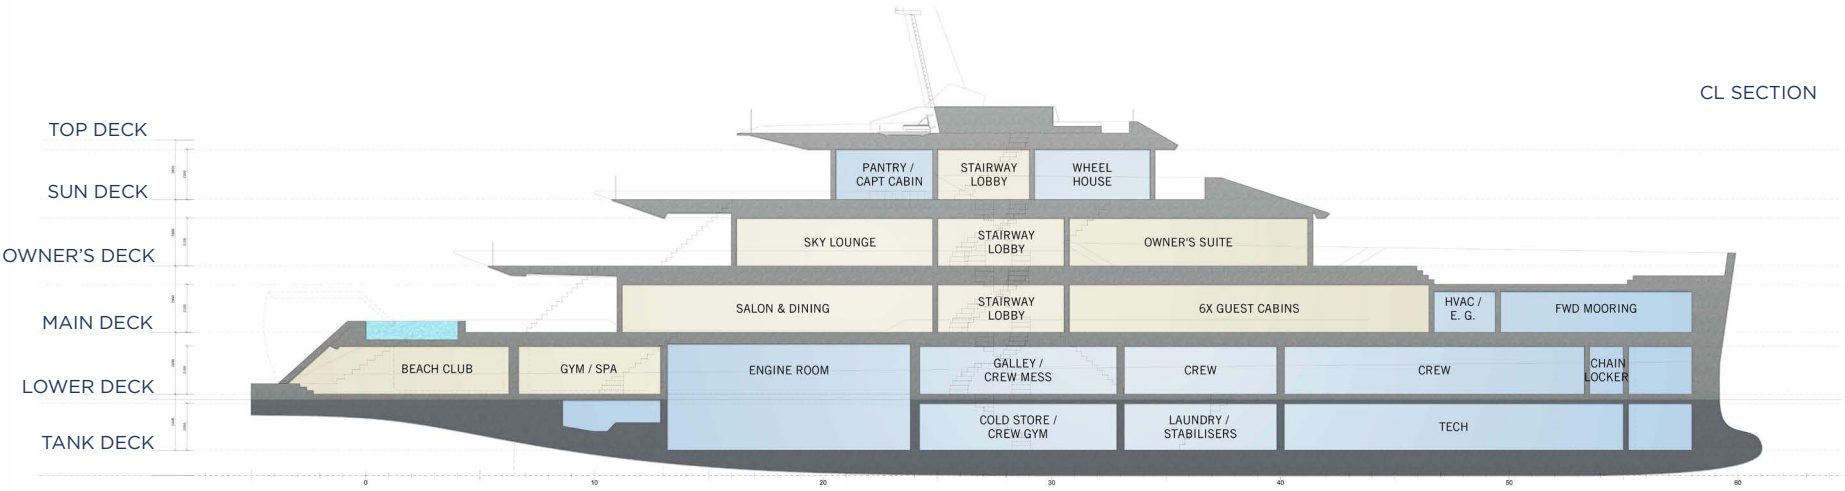 CL SECTION
TOP DECK
PANTRY /
CAPT CABIN
STAIRWAY
LOBBY
WHEEL
HOUSE
SUN DECK
SKY LOUNGE
STAIRWAY
LOBBY
OWNER'S SUITE
OWNER'S DECK
SALON & DINING
STAIRWAY
LOBBY
6X GUEST CABINS
HVAC /
E. G.
FWD MOORING
MAIN DECK
BEACH CLUB
GYM / SPA
ENGINE ROOM
GALLEY /
CREW MESS
CREW
CREW
CHAIN
LOCKER
LOWER DECK
COLD STORE /
CREW GYM
LAUNDRY /
STABILISERS
TECH
TANK DECK
0 10 20 30 40 50 60